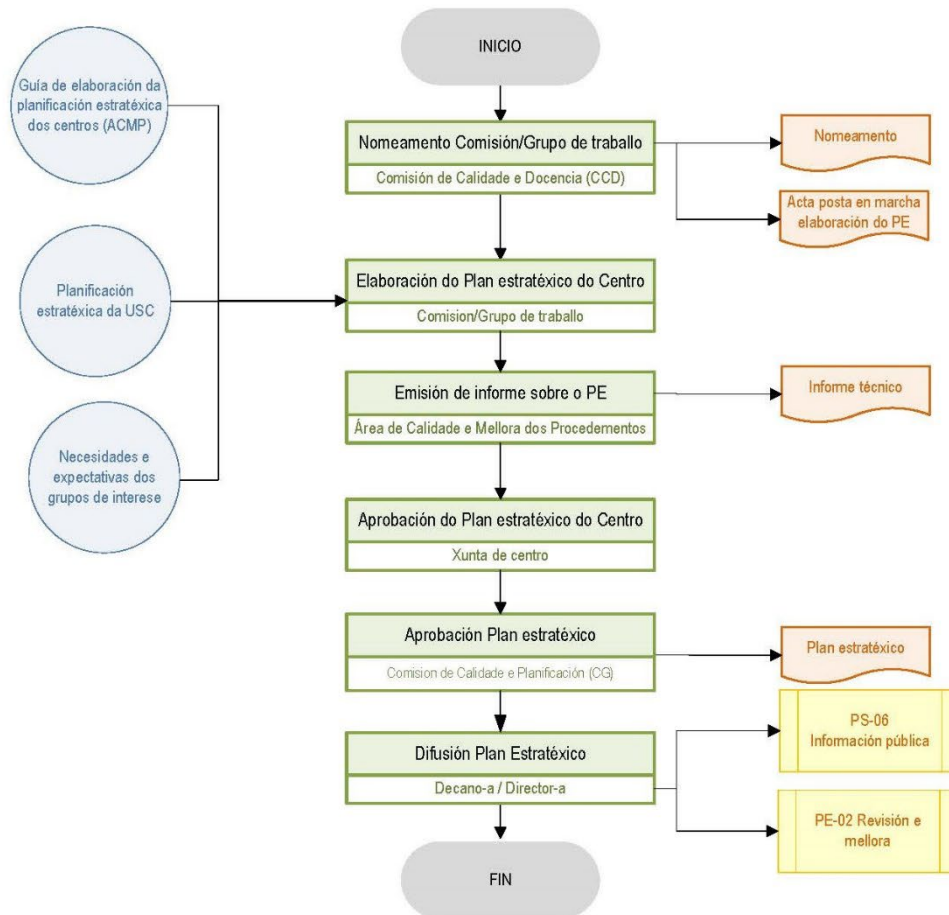 INICIO
Guía de elaboración da
planificación estratéxica
dos centros (ACMP)
Nomeamento Comisión/Grupo de traballo
Comisión de Calidade e Docencia (CCD)
Nomeamento
Acta posta en marcha
elaboración do PE
Planificación
estratéxica da USC
Elaboración do Plan estratéxico do Centro
Comision/Grupo de traballo
Emisión de informe sobre o PE
Área de Calidade e Mellora dos Procedementos
Informe técnico
Necesidades e
expectativas dos
grupos de interese
Aprobación do Plan estratéxico do Centro
Xunta de centro
Aprobación Plan estratéxico
Comision de Calidade e Planificación (CG)
Plan estratéxico
Difusión Plan Estratéxico
Decano-a / Director-a
PS-06
Información pública
PE-02 Revisión e
mellora
FIN